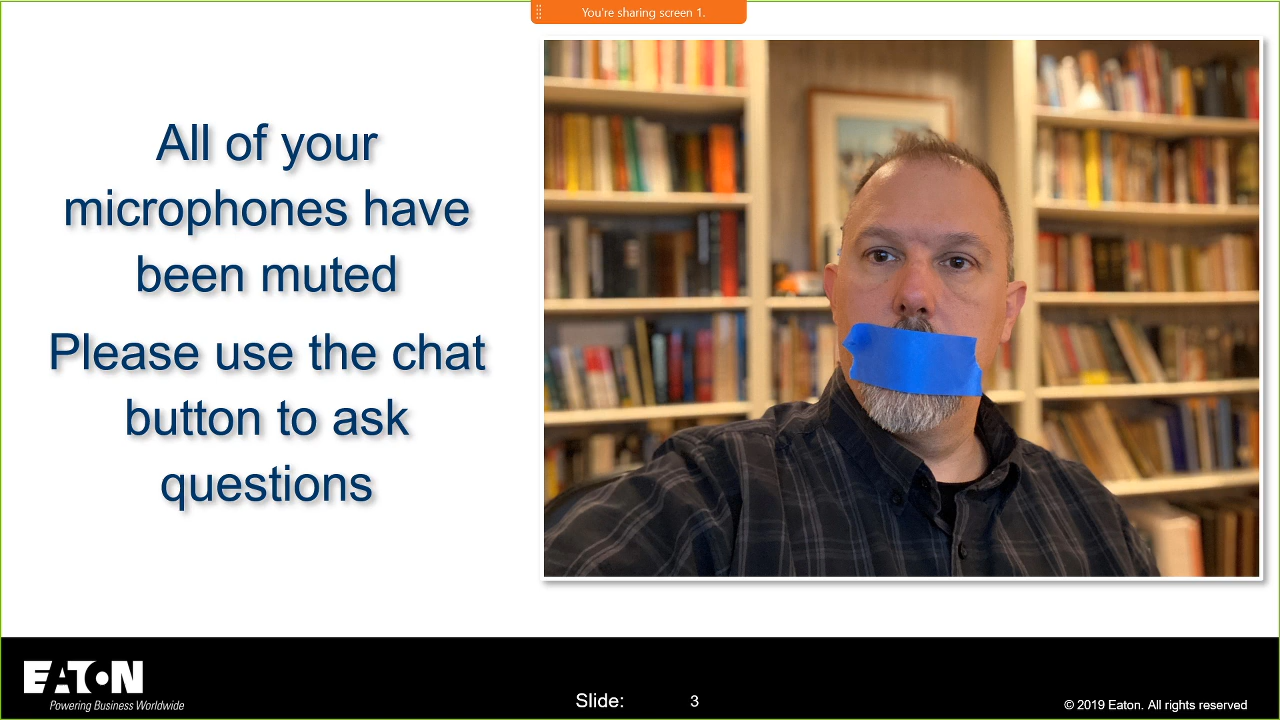 You're sharing screen 1.
All of your
microphones have
been muted
Please use the chat
button to ask
questions
EATON
Powering Business Worldwide
Slide: 3
© 2019 Eaton. All rights reserved